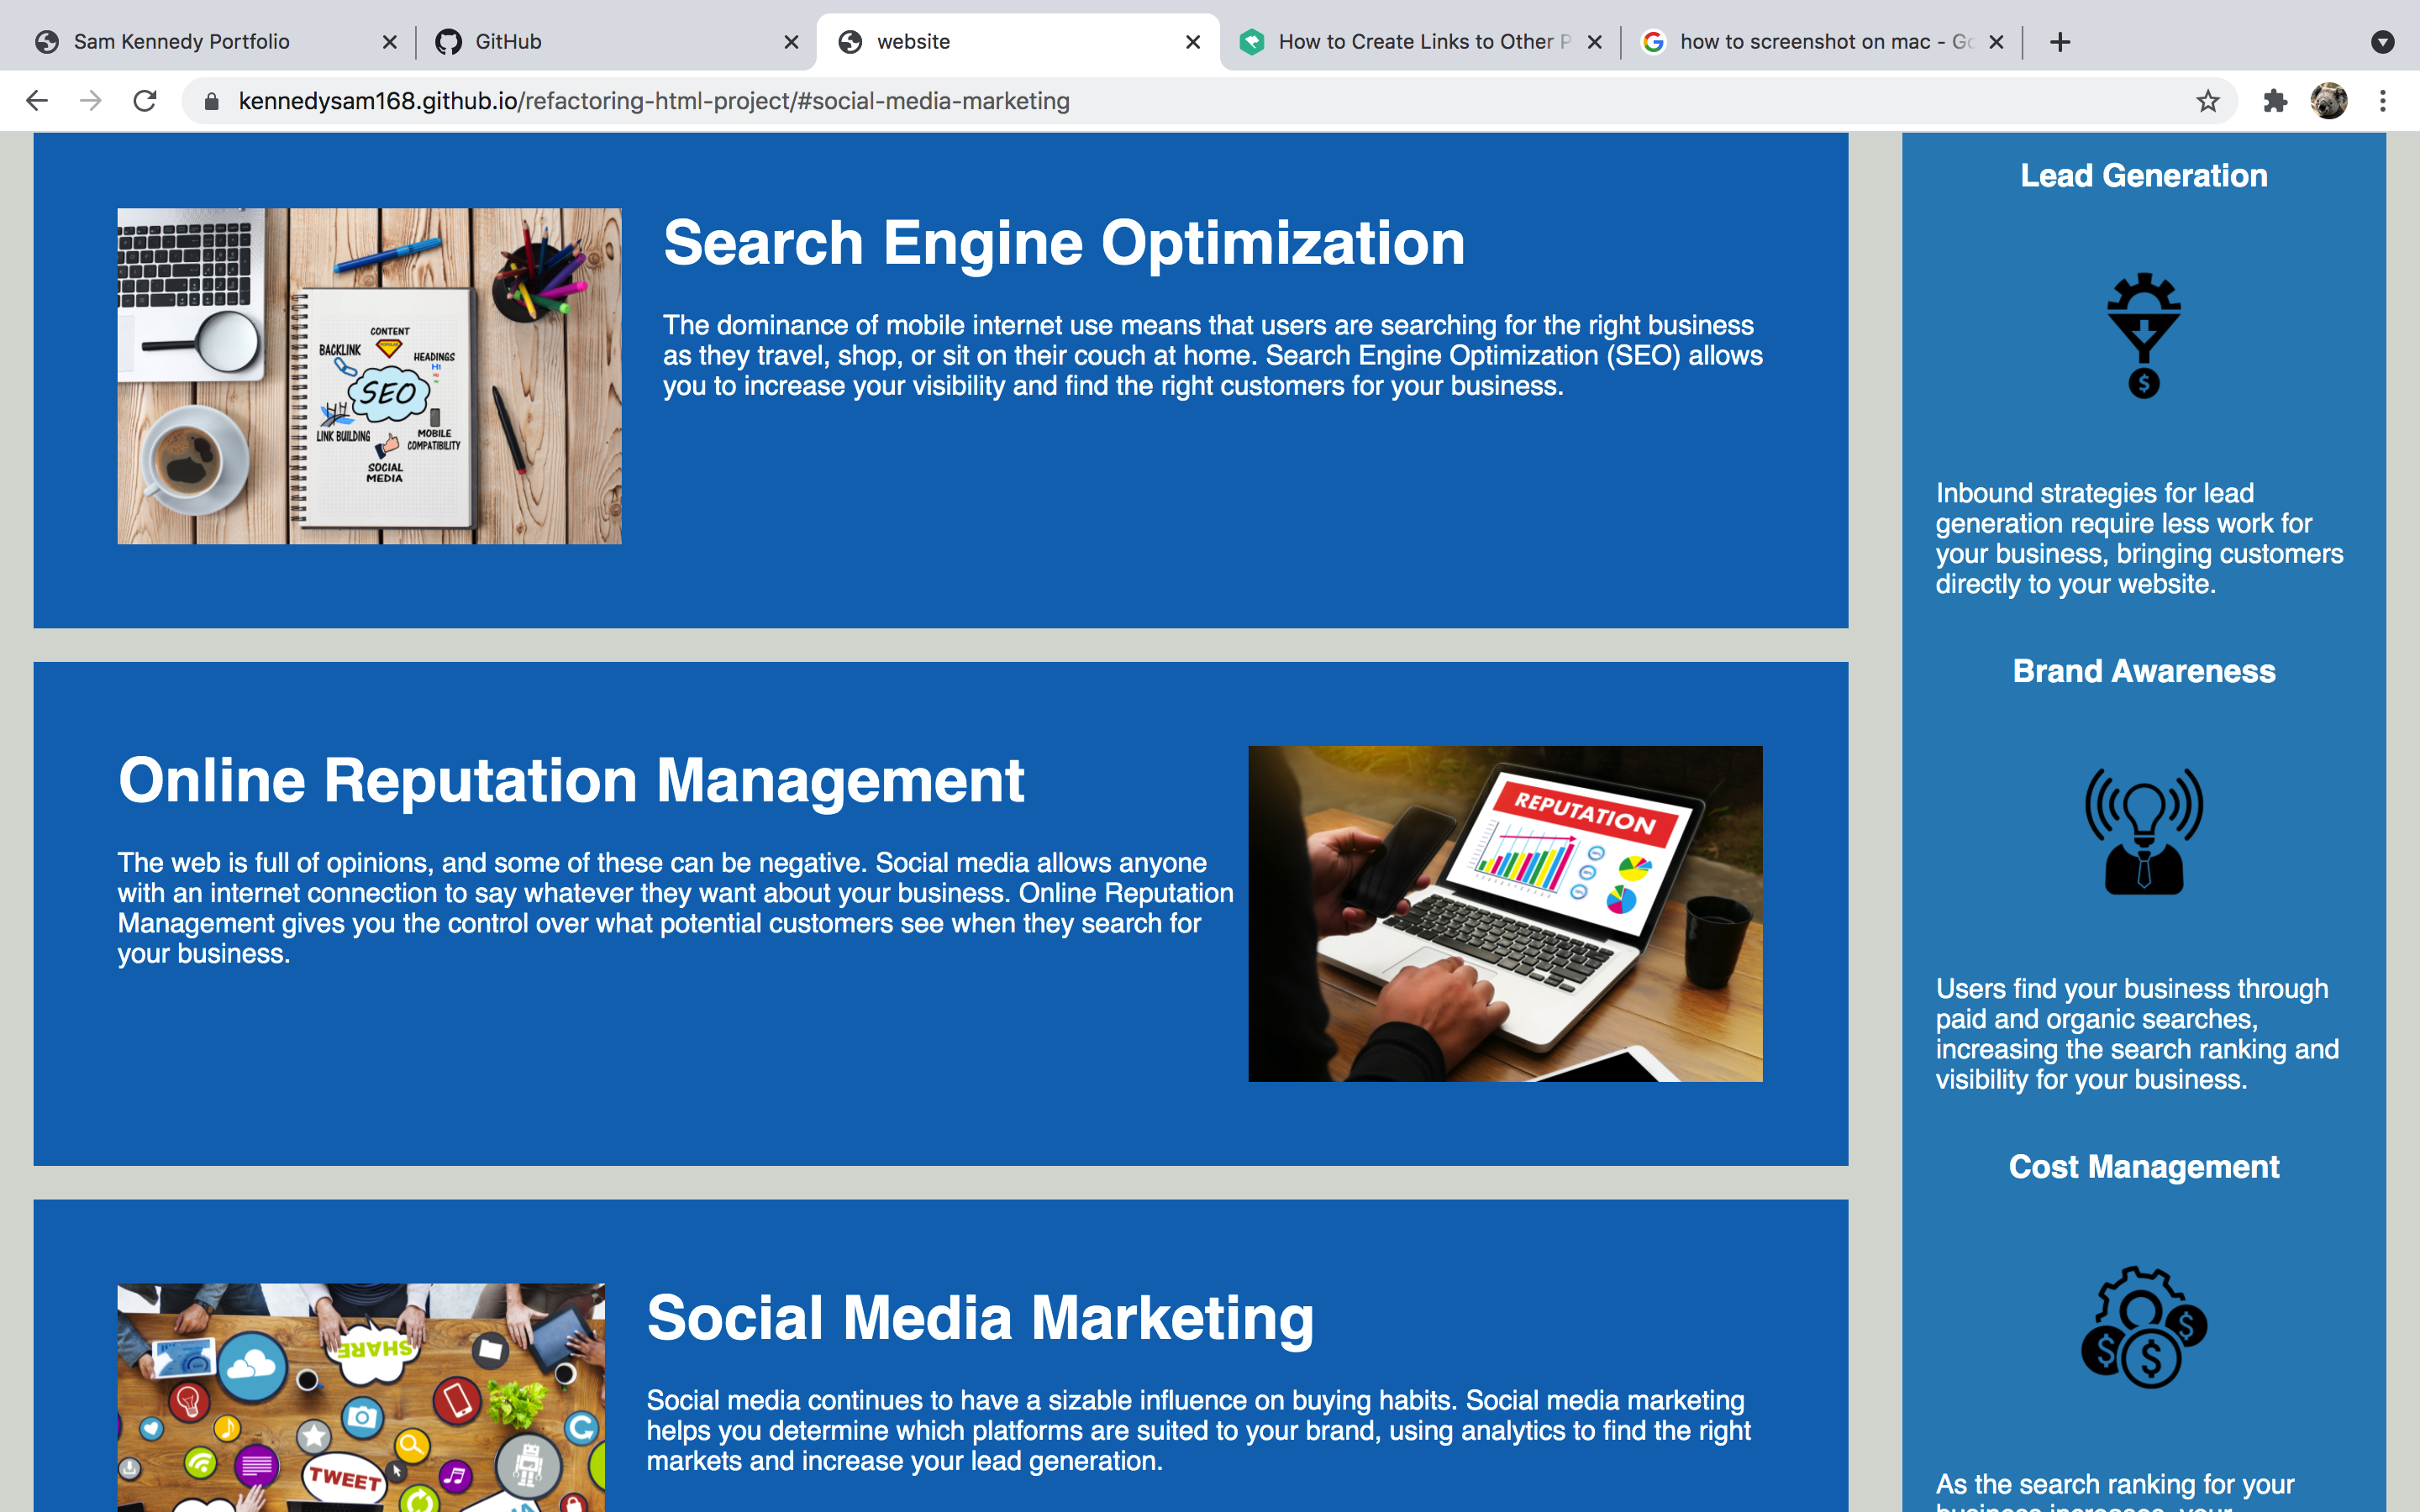 Sam Kennedy Portfolio
GitHub
website
How to Create Links to Other P
how to screenshot on mac - Go
kennedysam168.github.io/refactoring-html-project/#social-media-marketing
Search Engine Optimization
The dominance of mobile internet use means that users are searching for the right business
as they travel, shop, or sit on their couch at home. Search Engine Optimization (SEO) allows
you to increase your visibility and find the right customers for your business.
CONTENT
BACKLINK
HEADINGS
H1
SEO
LINK BUILDING
MOBILE
COMPATIBILITY
SOCIAL
MEDIA
Online Reputation Management
The web is full of opinions, and some of these can be negative. Social media allows anyone
with an internet connection to say whatever they want about your business. Online Reputation
Management gives you the control over what potential customers see when they search for
your business.
REPUTATION
Social Media Marketing
Social media continues to have a sizable influence on buying habits. Social media marketing
helps you determine which platforms are suited to your brand, using analytics to find the right
markets and increase your lead generation.
SHARE
TWEET
Lead Generation
$
Inbound strategies for lead
generation require less work for
your business, bringing customers
directly to your website.
Brand Awareness
Users find your business through
paid and organic searches,
increasing the search ranking and
visibility for your business.
Cost Management
$
$ $
As the search ranking for your
business increases, your